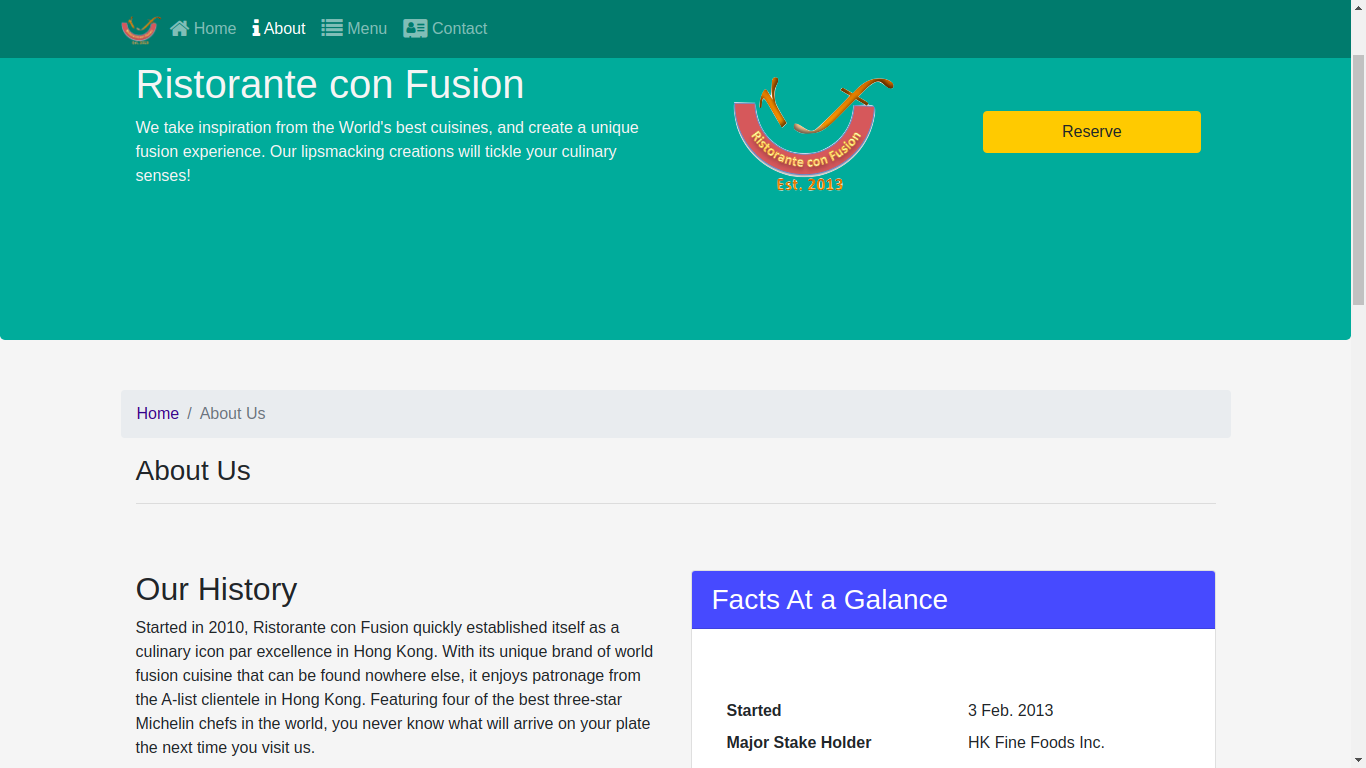 Home About Menu Contact
Ristorante con Fusion
We take inspiration from the World's best cuisines, and create a unique
fusion experience. Our lipsmacking creations will tickle your culinary
senses!
Ristorante con Fusion
Est. 2013
Reserve
Home / About Us
About Us
Our History
Started in 2010, Ristorante con Fusion quickly established itself as a
culinary icon par excellence in Hong Kong. With its unique brand of world
fusion cuisine that can be found nowhere else, it enjoys patronage from
the A-list clientele in Hong Kong. Featuring four of the best three-star
Michelin chefs in the world, you never know what will arrive on your plate
the next time you visit us.
Facts At a Galance
Started 3 Feb. 2013
Major Stake Holder HK Fine Foods Inc.